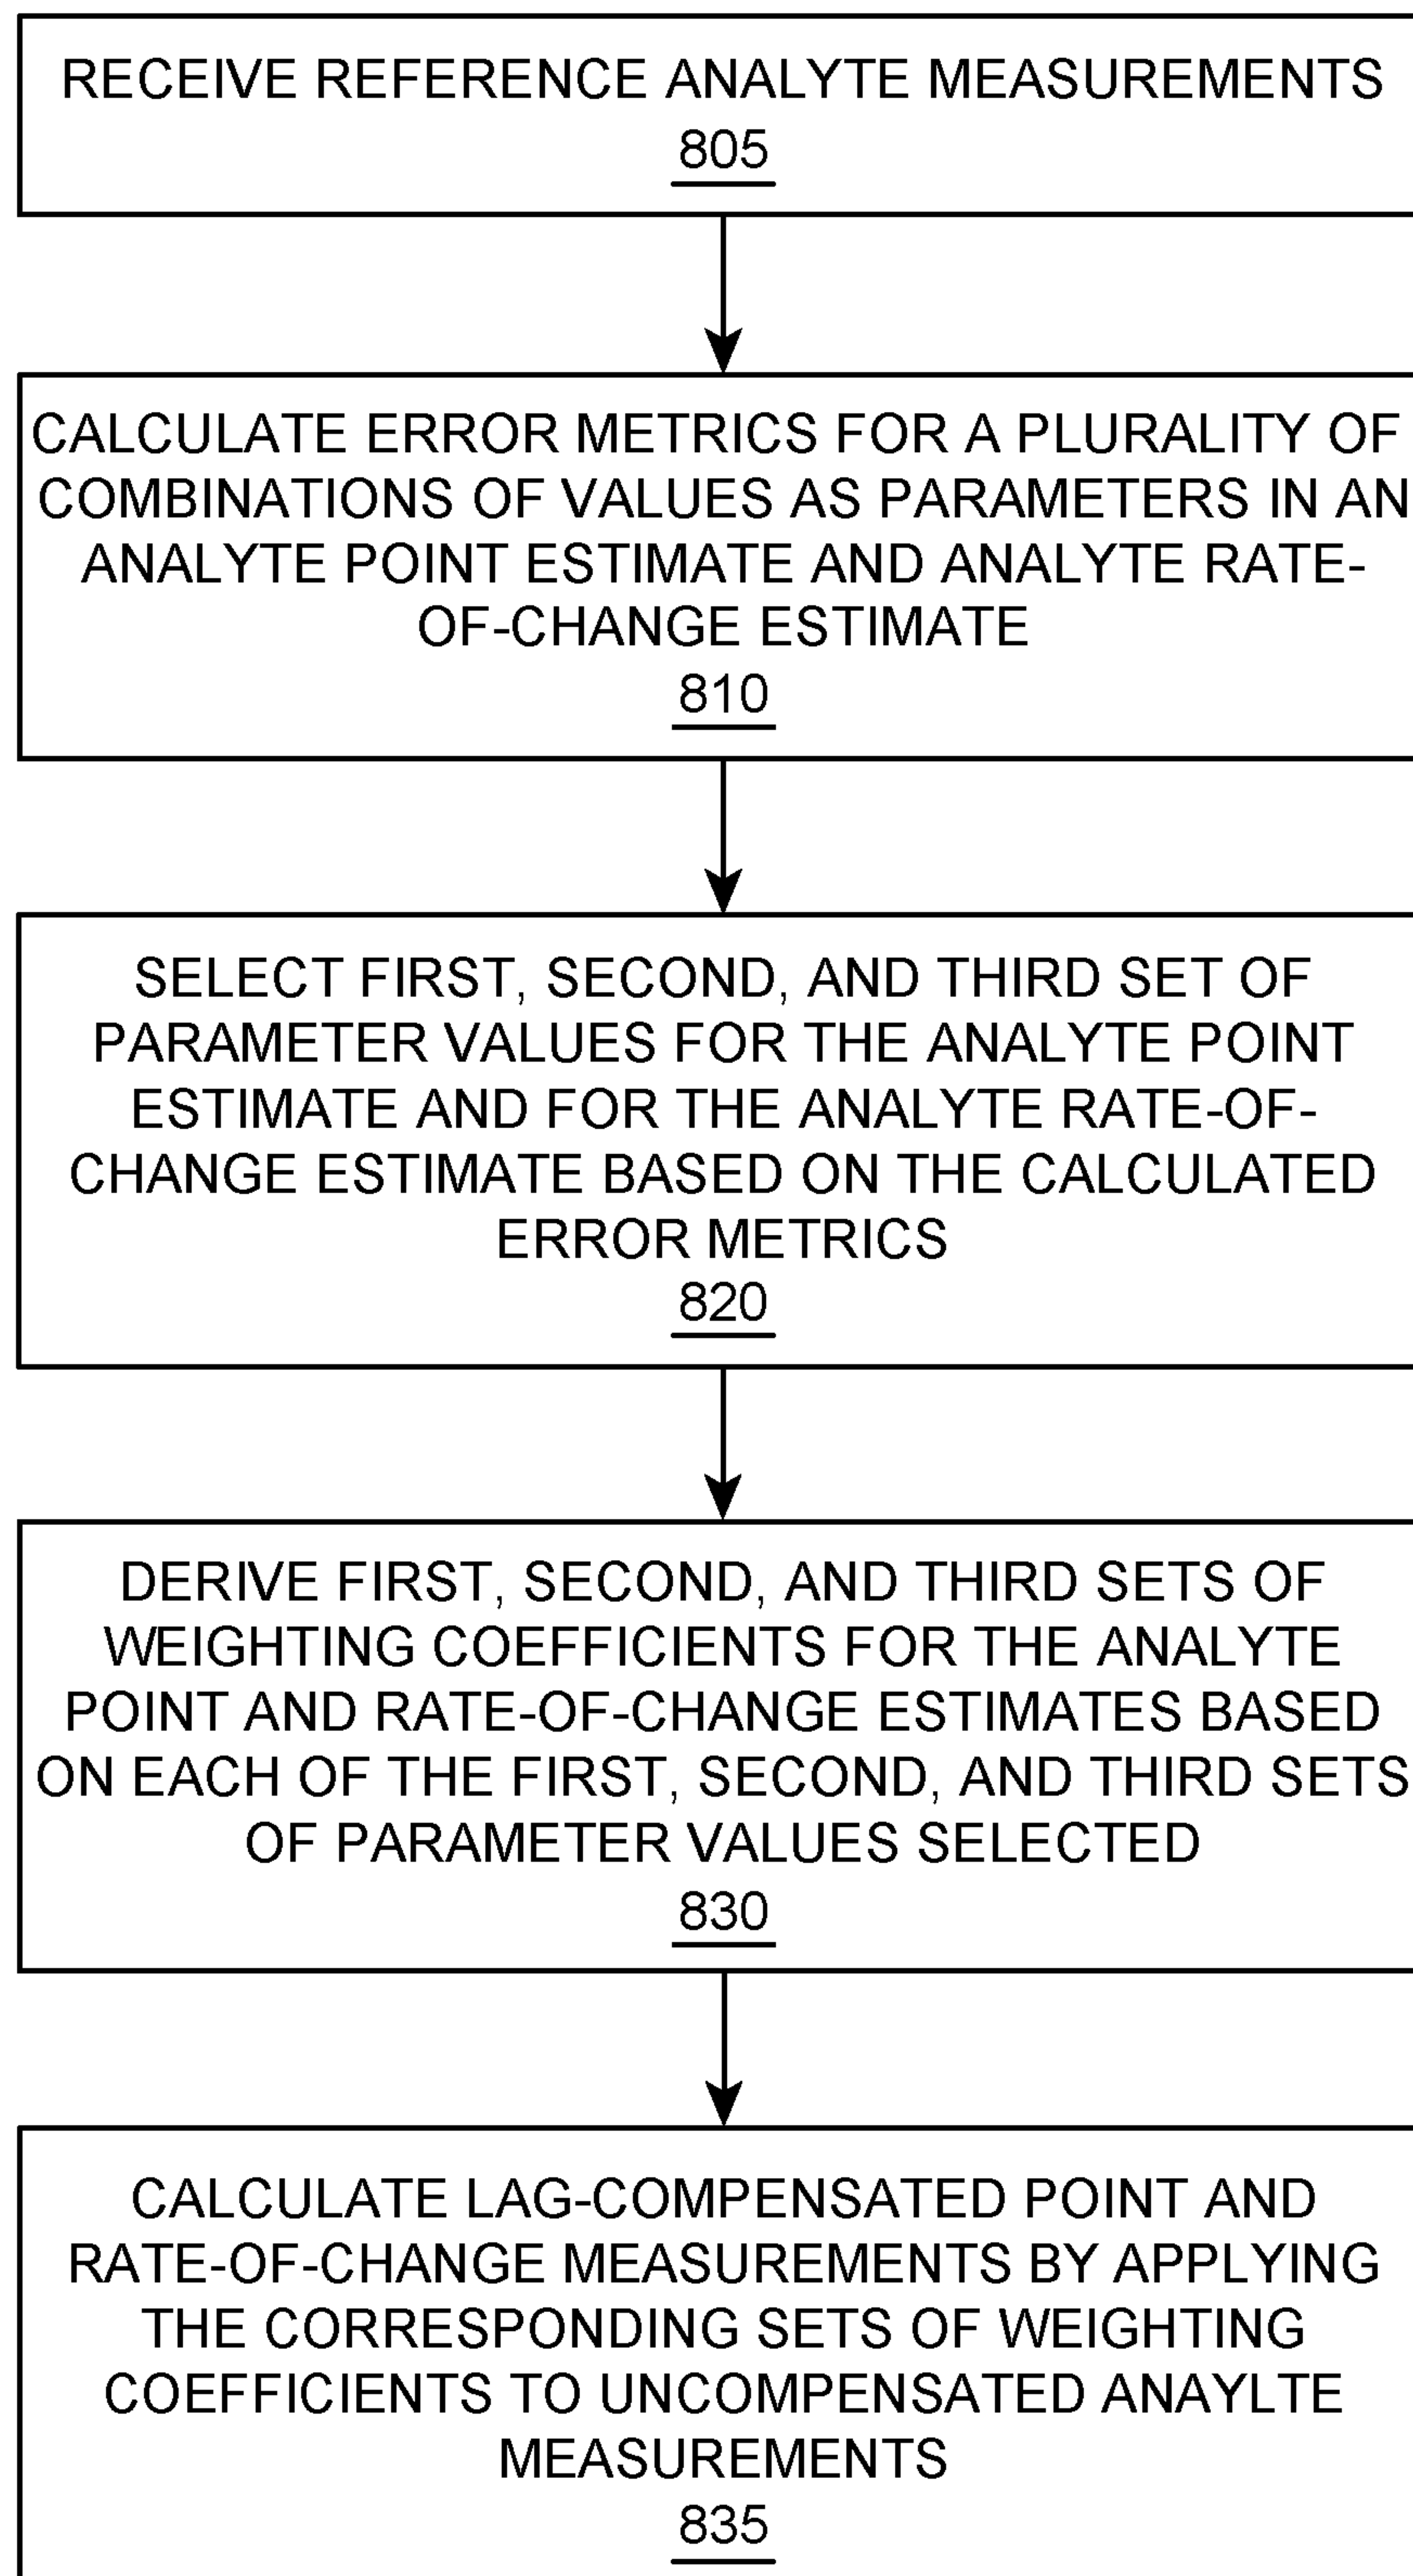 RECEIVE REFERENCE ANALYTE MEASUREMENTS
805
CALCULATE ERROR METRICS FOR A PLURALITY OF
COMBINATIONS OF VALUES AS PARAMETERS IN AN
ANALYTE POINT ESTIMATE AND ANALYTE RATE-
OF-CHANGE ESTIMATE
810
SELECT FIRST, SECOND, AND THIRD SET OF
PARAMETER VALUES FOR THE ANALYTE POINT
ESTIMATE AND FOR THE ANALYTE RATE-OF-
CHANGE ESTIMATE BASED ON THE CALCULATED
ERROR METRICS
820
DERIVE FIRST, SECOND, AND THIRD SETS OF
WEIGHTING COEFFICIENTS FOR THE ANALYTE
POINT AND RATE-OF-CHANGE ESTIMATES BASED
ON EACH OF THE FIRST, SECOND, AND THIRD SETS
OF PARAMETER VALUES SELECTED
830
CALCULATE LAG-COMPENSATED POINT AND
RATE-OF-CHANGE MEASUREMENTS BY APPLYING
THE CORRESPONDING SETS OF WEIGHTING
COEFFICIENTS TO UNCOMPENSATED ANAYLTE
MEASUREMENTS
835